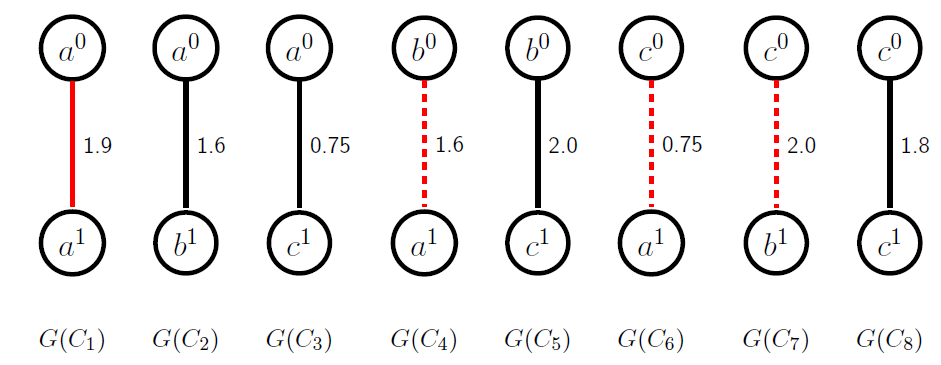 a⁰ a⁰ a⁰ b⁰ b⁰ c⁰ c⁰ c⁰
1.9 1.6 0.75 1.6 2.0 0.75 2.0 1.8
a¹ b¹ c¹ a¹ c¹ a¹ b¹ c¹
G(C₁) G(C₂) G(C₃) G(C₄) G(C₅) G(C₆) G(C₇) G(C₈)